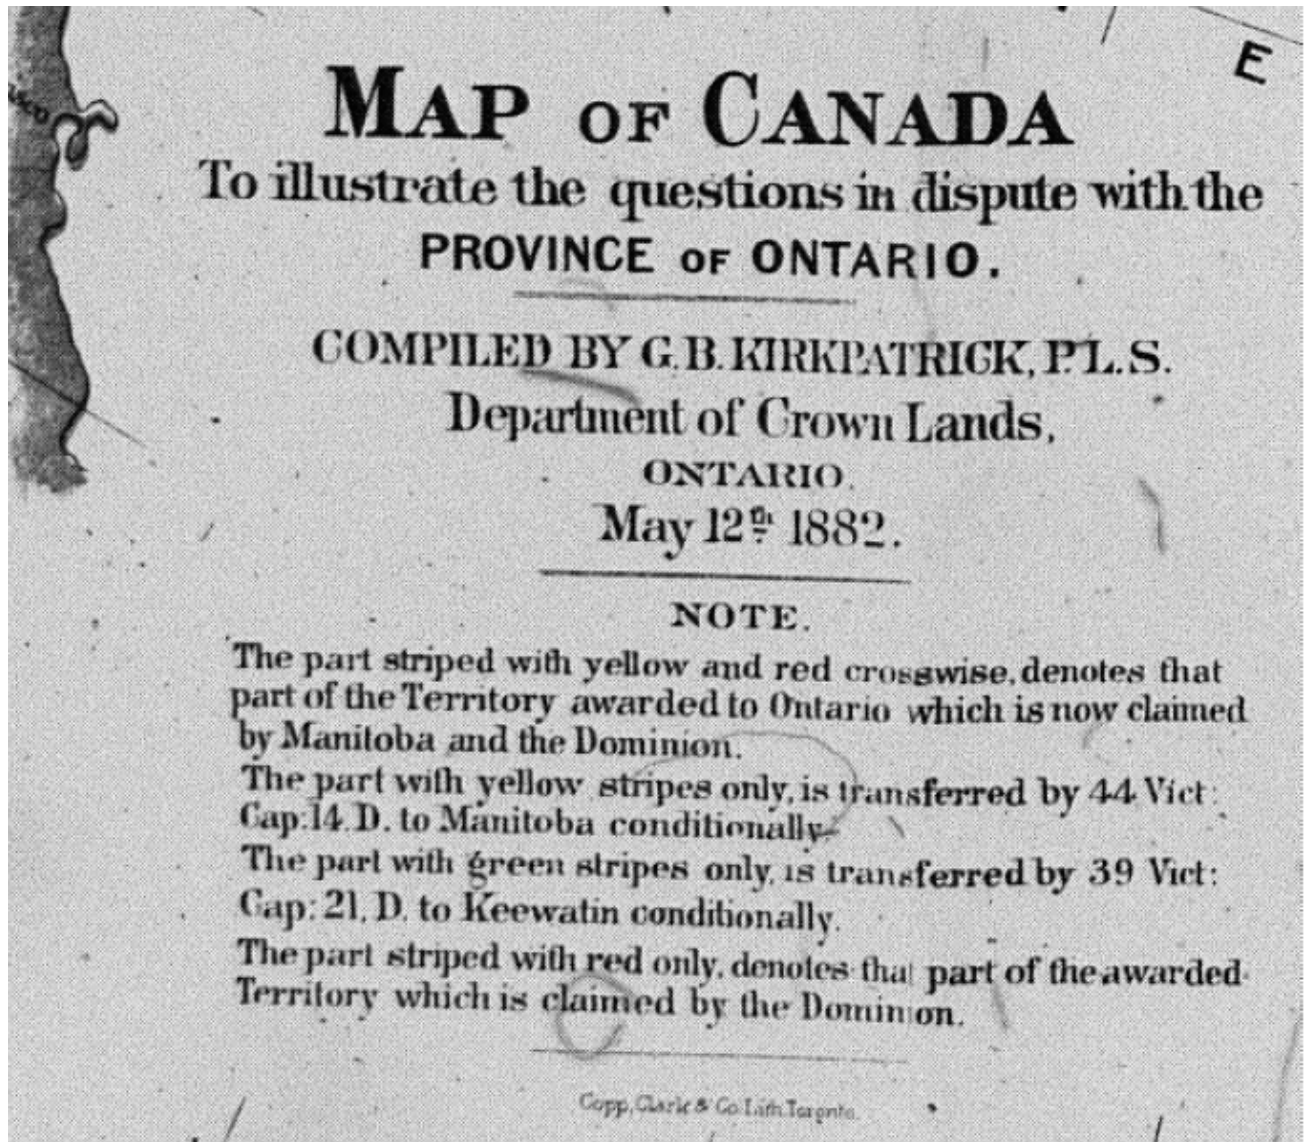 E
MAP OF CANADA
To illustrate the questions in dispute with the
PROVINCE OF ONTARIO.
COMPILED BY G. B. KIRKPATRICK, P.L.S.
Department of Crown Lands,
ONTARIO.
May 12th 1882.
NOTE.
The part striped with yellow and red crosswise, denotes that
part of the Territory awarded to Ontario which is now claimed
by Manitoba and the Dominion.
The part with yellow stripes only, is transferred by 44 Vict:
Cap: 14. D. to Manitoba conditionally.
The part with green stripes only, is transferred by 39 Vict:
Cap: 21. D. to Keewatin conditionally.
The part striped with red only, denotes that part of the awarded
Territory which is claimed by the Dominion.
Copp, Clark & Co. Lith. Toronto.